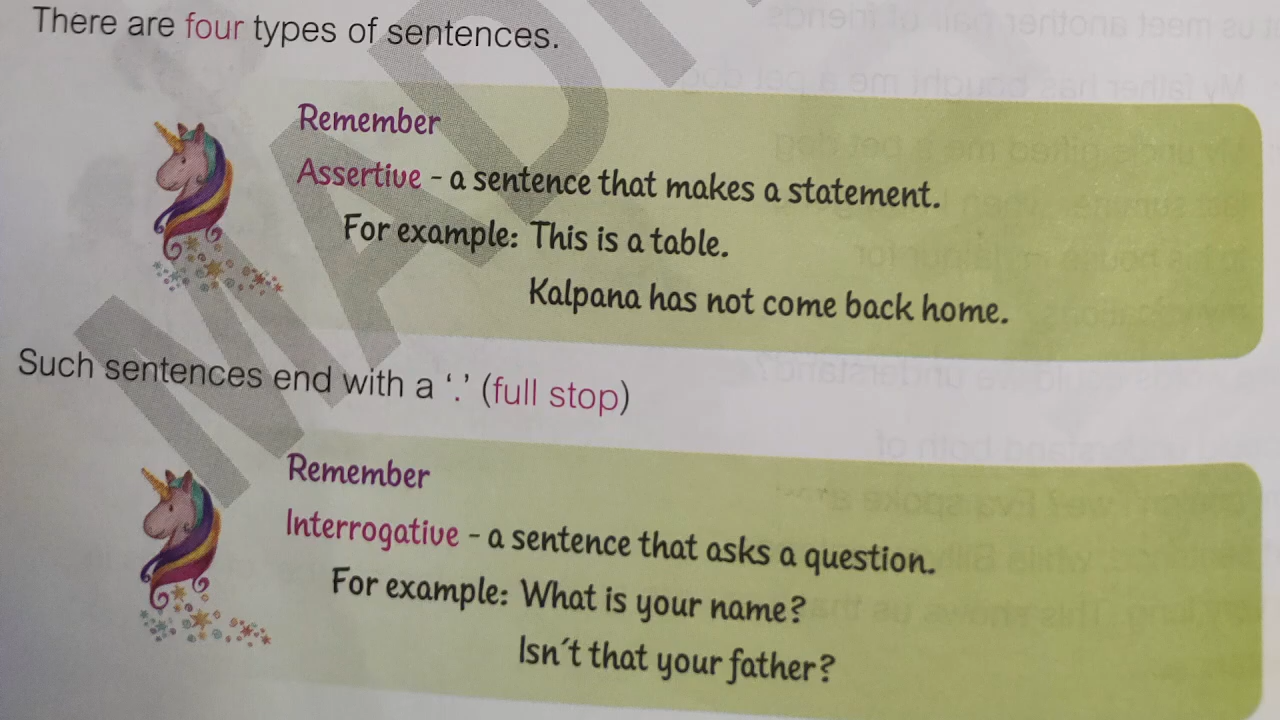 There are four types of sentences.
Remember
Assertive - a sentence that makes a statement.
For example: This is a table.
Kalpana has not come back home.
Such sentences end with a ‘.’ (full stop)
Remember
Interrogative - a sentence that asks a question.
For example: What is your name?
Isn´t that your father?